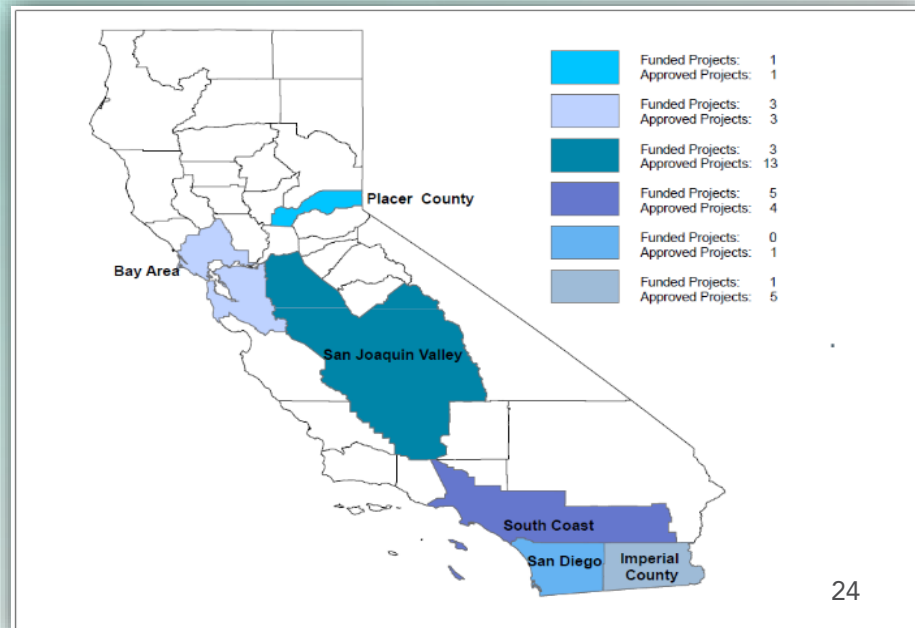 Funded Projects: 1
Approved Projects: 1
Funded Projects: 3
Approved Projects: 3
Funded Projects: 3
Approved Projects: 13
Funded Projects: 5
Approved Projects: 4
Funded Projects: 0
Approved Projects: 1
Funded Projects: 1
Approved Projects: 5
Placer County
Bay Area
San Joaquin Valley
South Coast
San Diego
Imperial
County
24